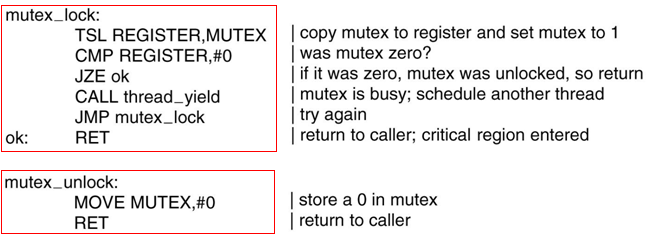 mutex_lock:
TSL REGISTER,MUTEX | copy mutex to register and set mutex to 1
CMP REGISTER,#0 | was mutex zero?
JZE ok | if it was zero, mutex was unlocked, so return
CALL thread_yield | mutex is busy; schedule another thread
JMP mutex_lock | try again
ok: RET | return to caller; critical region entered
mutex_unlock:
MOVE MUTEX,#0 | store a 0 in mutex
RET | return to caller